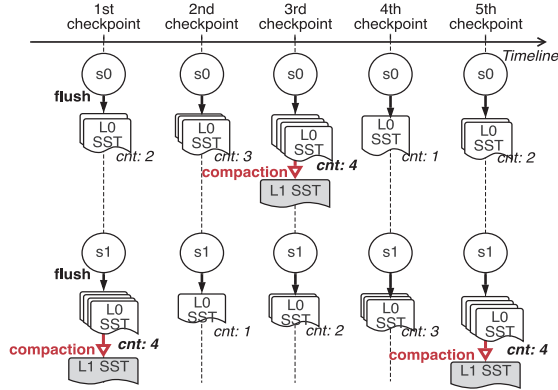 1st 2nd 3rd 4th 5th
checkpoint checkpoint checkpoint checkpoint checkpoint
Timeline
s0 s0 s0 s0 s0
flush
L0 L0 L0 L0 L0
SST SST SST SST SST
cnt: 2 cnt: 3 cnt: 4 cnt: 1 cnt: 2
compaction
L1 SST
s1 s1 s1 s1 s1
flush
L0 L0 L0 L0 L0
SST SST SST SST SST
cnt: 4 cnt: 1 cnt: 2 cnt: 3 cnt: 4
compaction compaction
L1 SST L1 SST